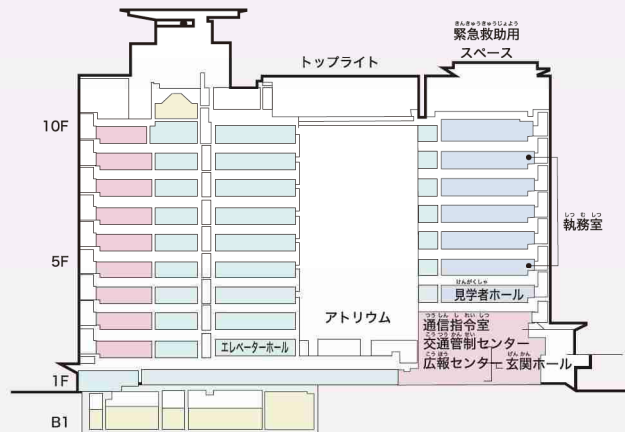 きんきゅうきゅうじょよう
緊急救助用
スペース
トップライト
10F
しつ む しつ
執務室
5F
けんがくしゃ
見学者ホール
アトリウム
つうしん し れい しつ
通信指令室
こう つう かん せい
交通管制センター
エレベーターホール
こう ほう
広報センター
げん かん
玄関ホール
1F
B1